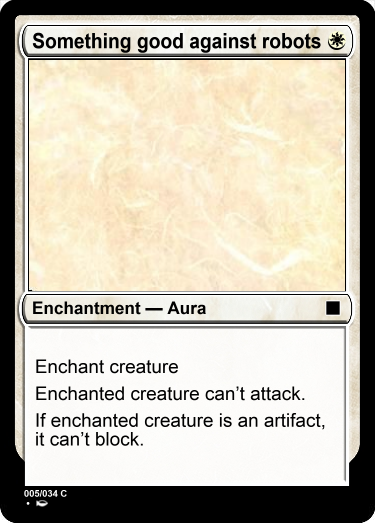 Something good against robots
Enchantment — Aura
Enchant creature
Enchanted creature can't attack.
If enchanted creature is an artifact,
it can't block.
005/034 C